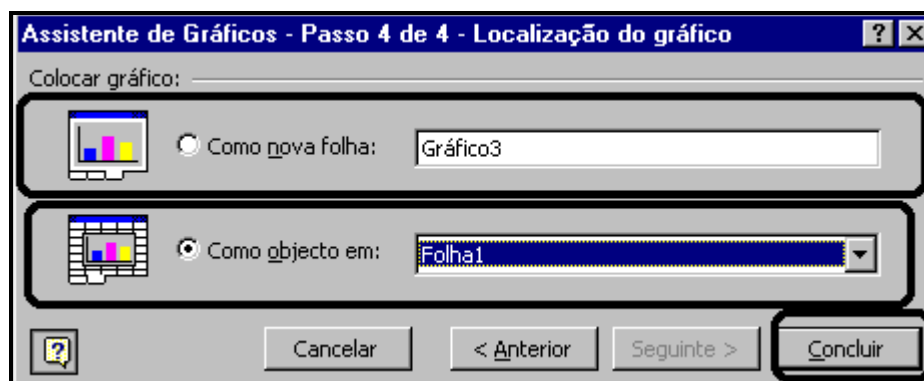 Assistente de Gráficos - Passo 4 de 4 - Localização do gráfico
Colocar gráfico:
Como nova folha: Gráfico3
Como objecto em: Folha1
Cancelar < Anterior Seguinte > Concluir